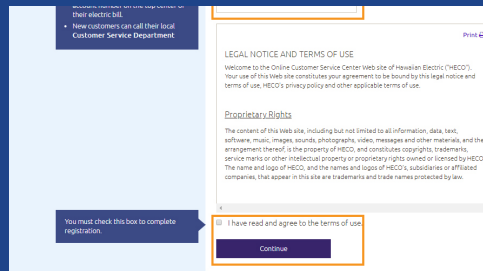 account number on the top center of
their electric bill.
• New customers can call their local
Customer Service Department.
Print
LEGAL NOTICE AND TERMS OF USE
Welcome to the Online Customer Service Center Web site of Hawaiian Electric ("HECO").
Your use of this Web site constitutes your agreement to be bound by this legal notice and
terms of use, HECO's privacy policy and other applicable terms of use.
Proprietary Rights
The content of this Web site, including but not limited to all information, data, text,
software, music, images, sounds, photographs, video, messages and other materials, and the
arrangement thereof, is the property of HECO, and constitutes copyrights, trademarks,
service marks or other intellectual property or proprietary rights owned or licensed by HECO.
The name and logo of HECO, and the names and logos of HECO's, subsidiaries or affiliated
companies, that appear in this site are trademarks and trade names protected by law.
You must check this box to complete
registration.
I have read and agree to the terms of use.
Continue